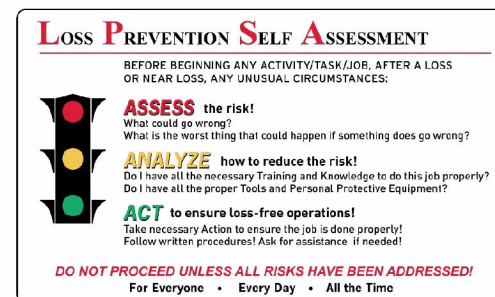 LOSS PREVENTION SELF ASSESSMENT
BEFORE BEGINNING ANY ACTIVITY/TASK/JOB, AFTER A LOSS
OR NEAR LOSS, ANY UNUSUAL CIRCUMSTANCES:
ASSESS the risk!
What could go wrong?
What is the worst thing that could happen if something does go wrong?
ANALYZE how to reduce the risk!
Do I have all the necessary Training and Knowledge to do this job properly?
Do I have all the proper Tools and Personal Protective Equipment?
ACT to ensure loss-free operations!
Take necessary Action to ensure the job is done properly!
Follow written procedures! Ask for assistance if needed!
DO NOT PROCEED UNLESS ALL RISKS HAVE BEEN ADDRESSED!
For Everyone • Every Day • All the Time